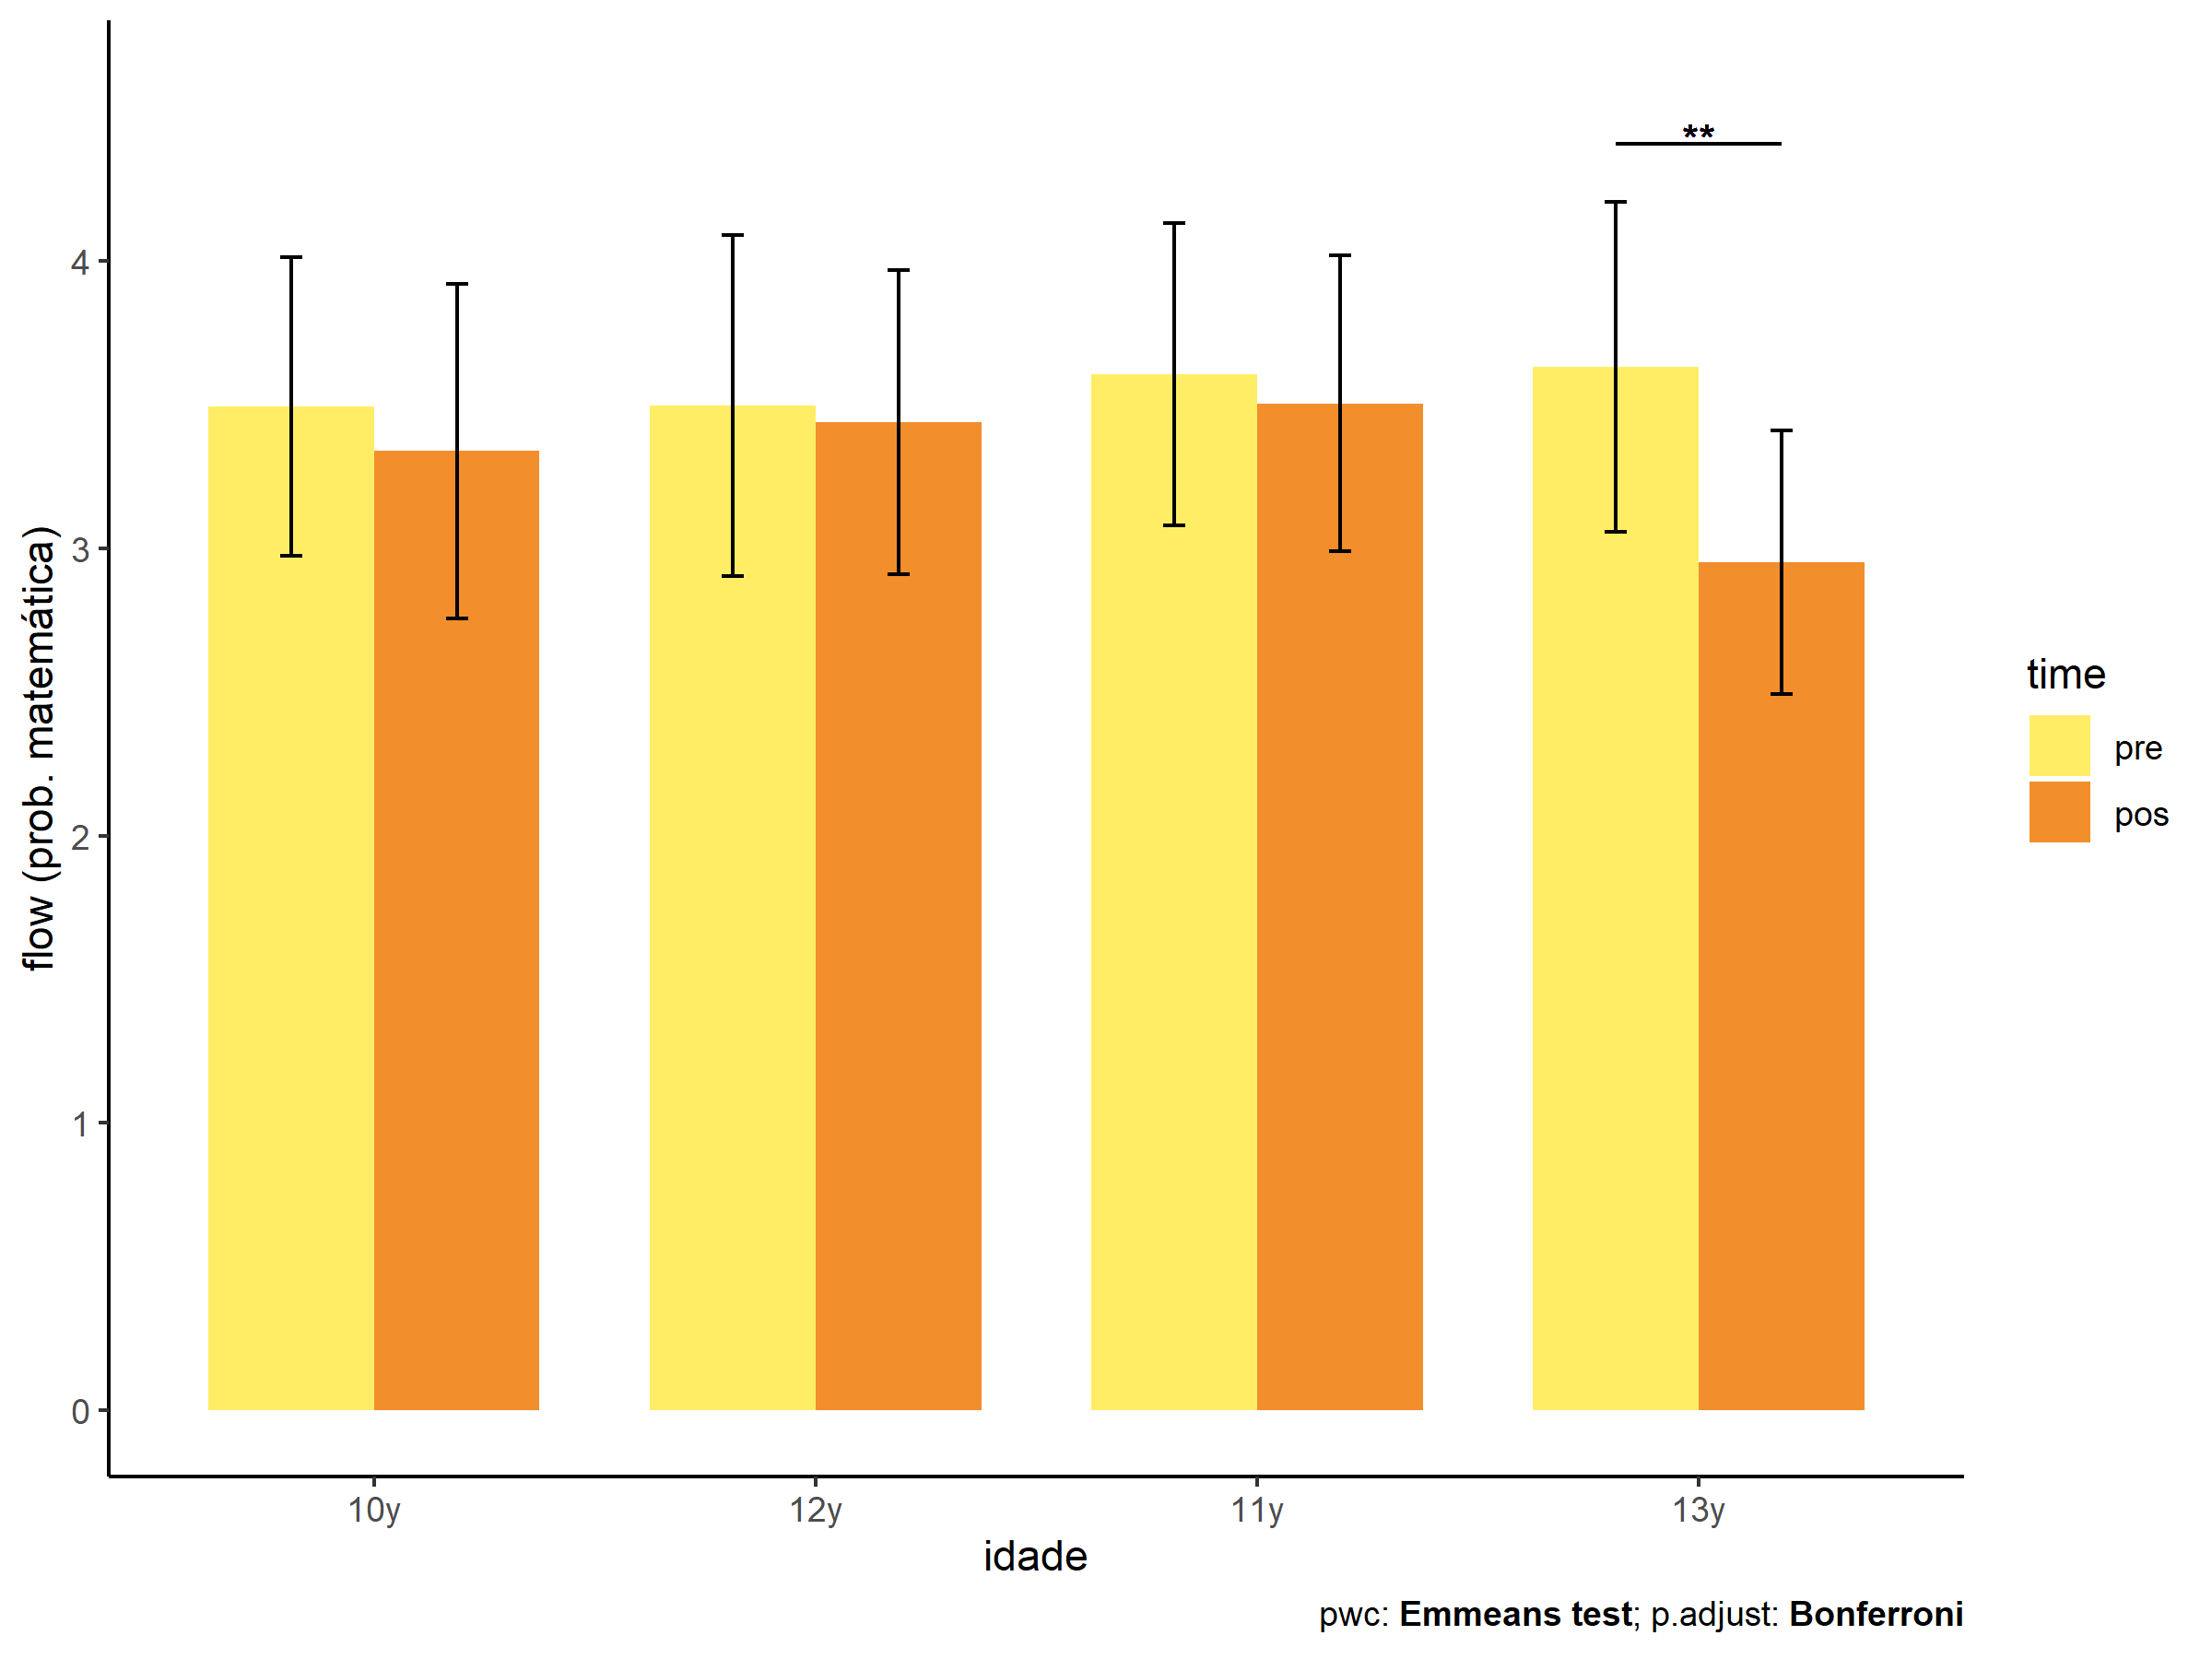 **
4
3
2
1
0
flow (prob. matemática)
10y
12y
11y
13y
idade
time
pre
pos
pwc: Emmeans test; p.adjust: Bonferroni